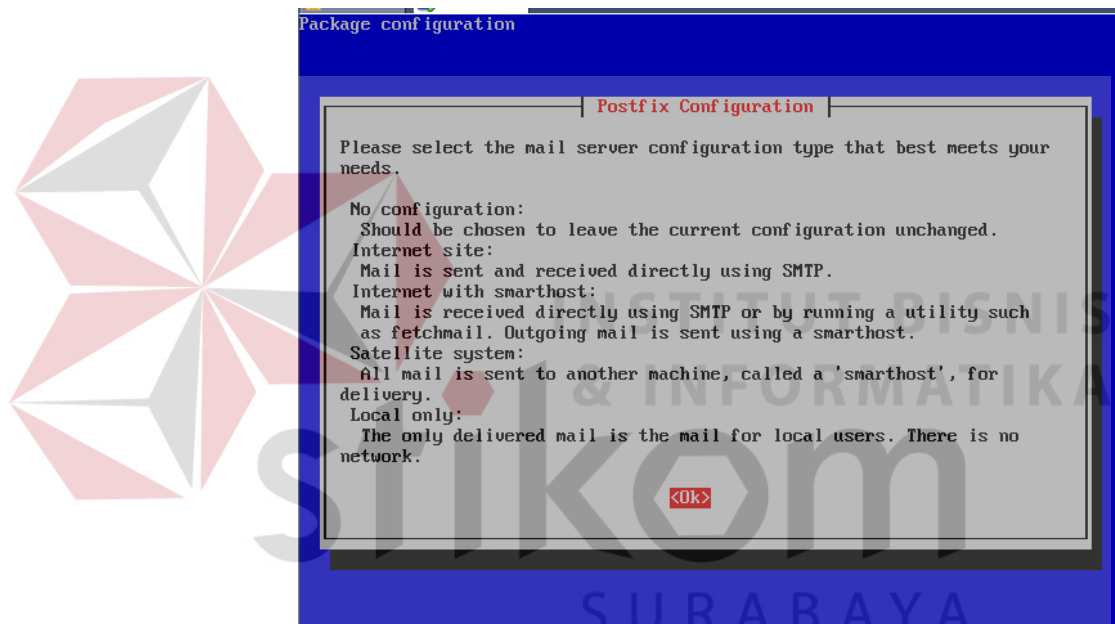 Package configuration
Postfix Configuration
Please select the mail server configuration type that best meets your
needs.
No configuration:
Should be chosen to leave the current configuration unchanged.
Internet site:
Mail is sent and received directly using SMTP.
Internet with smarthost:
Mail is received directly using SMTP or by running a utility such
as fetchmail. Outgoing mail is sent using a smarthost.
Satellite system:
All mail is sent to another machine, called a 'smarthost', for
delivery.
Local only:
The only delivered mail is the mail for local users. There is no
network.
<Ok>
INSTITUT BISNIS
& INFORMATIKA
stikom
SURABAYA